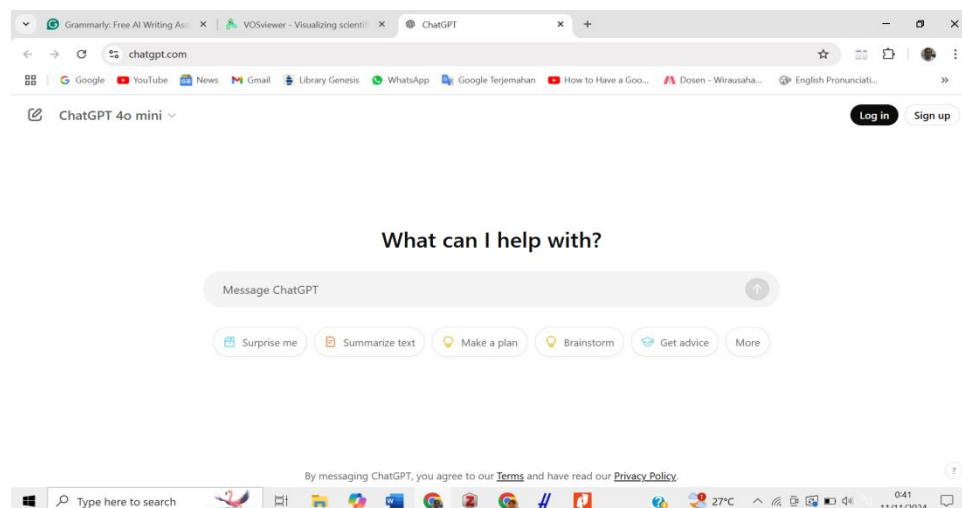 Grammarly: Free AI Writing Ass VOSviewer - Visualizing scientifi ChatGPT
chatgpt.com
Google YouTube News Gmail Library Genesis WhatsApp Google Terjemahan How to Have a Goo... Dosen - Wirausaha... English Pronunciati... »
ChatGPT 4o mini Log in Sign up
What can I help with?
Message ChatGPT
Surprise me Summarize text Make a plan Brainstorm Get advice More
By messaging ChatGPT, you agree to our Terms and have read our Privacy Policy.
?
Type here to search 27°C 0:41
11/11/2024